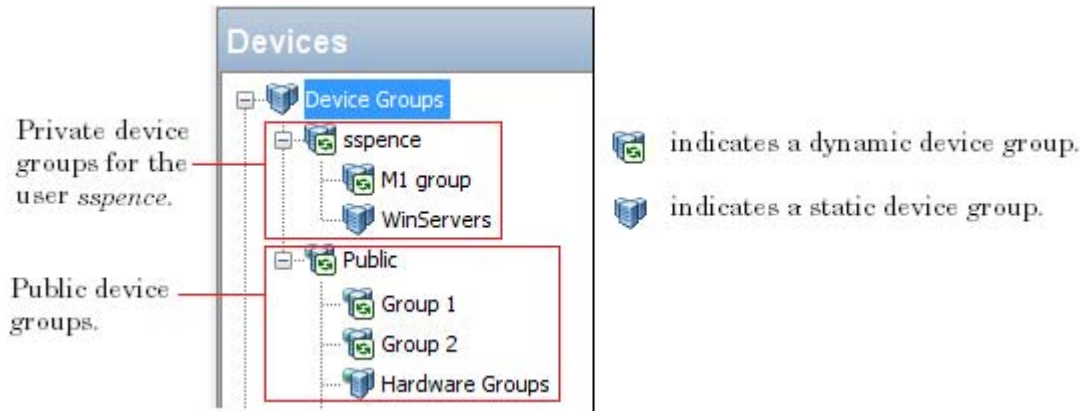 Devices
Device Groups
Private device
groups for the
user sspence.
sspence
M1 group
WinServers
Public device
groups.
Public
Group 1
Group 2
Hardware Groups
indicates a dynamic device group.
indicates a static device group.